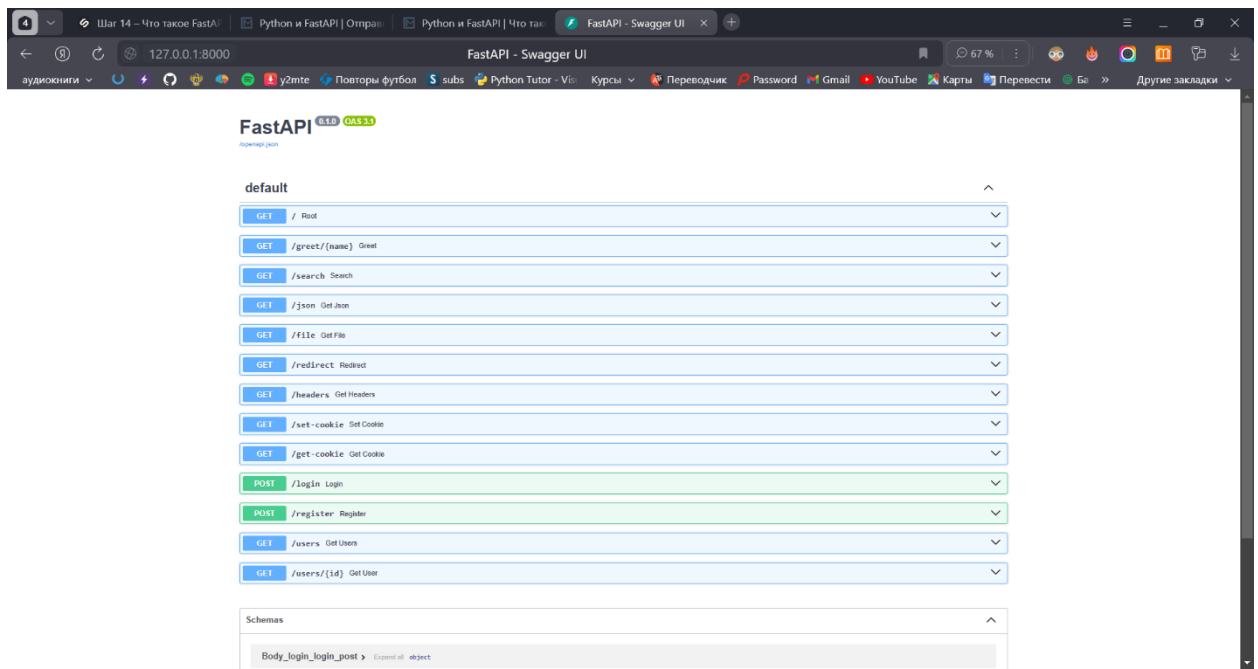 4 Шаг 14 – Что такое FastAP Python и FastAPI | Отправ Python и FastAPI | Что так FastAPI - Swagger UI
127.0.0.1:8000 FastAPI - Swagger UI 67 %
аудиокниги y2mte Повторы футбол S subs Python Tutor - Vis Курсы Переводчик Password Gmail YouTube Карты Перевести Ба » Другие закладки
FastAPI 0.1.0 OAS 3.1
/openapi.json
default
GET / Root
GET /greet/{name} Greet
GET /search Search
GET /json Get Json
GET /file Get File
GET /redirect Redirect
GET /headers Get Headers
GET /set-cookie Set Cookie
GET /get-cookie Get Cookie
POST /login Login
POST /register Register
GET /users Get Users
GET /users/{id} Get User
Schemas
Body_login_login_post Expand all object